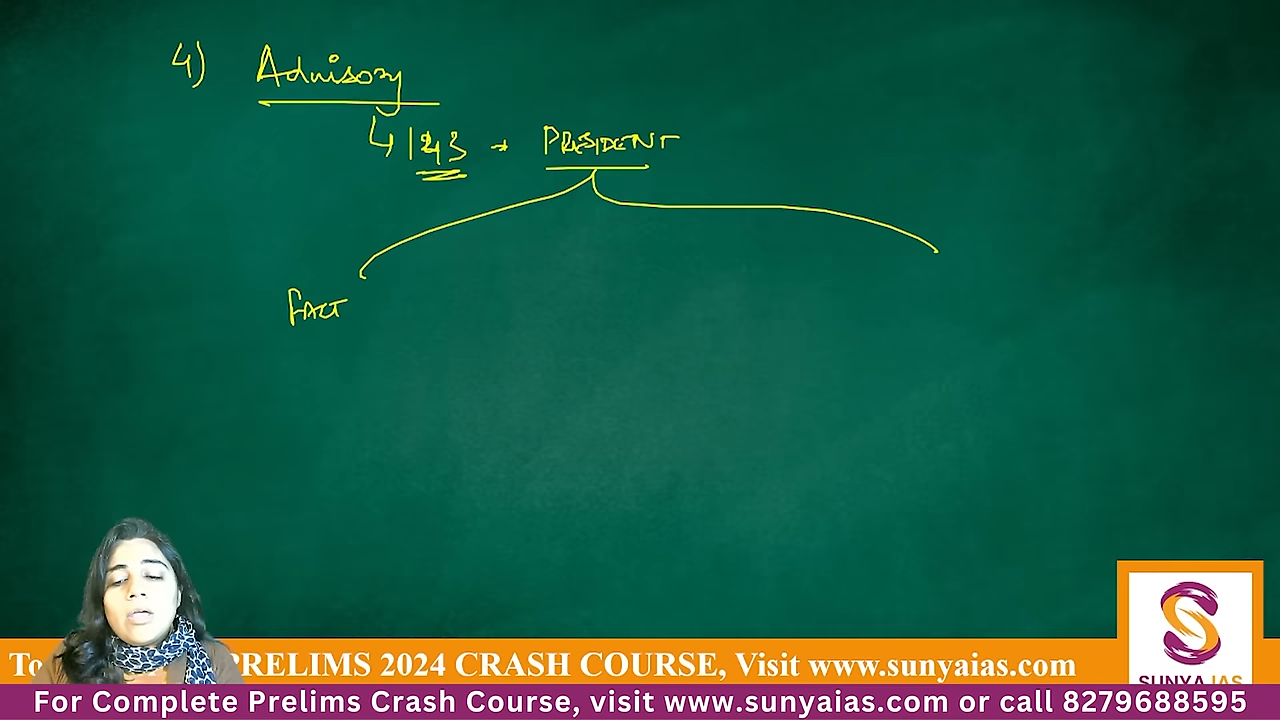 4) Advisory
4/143 → PRESIDENT
FACT
To PRELIMS 2024 CRASH COURSE, Visit www.sunyaias.com
SUNYA IAS
For Complete Prelims Crash Course, visit www.sunyaias.com or call 8279688595